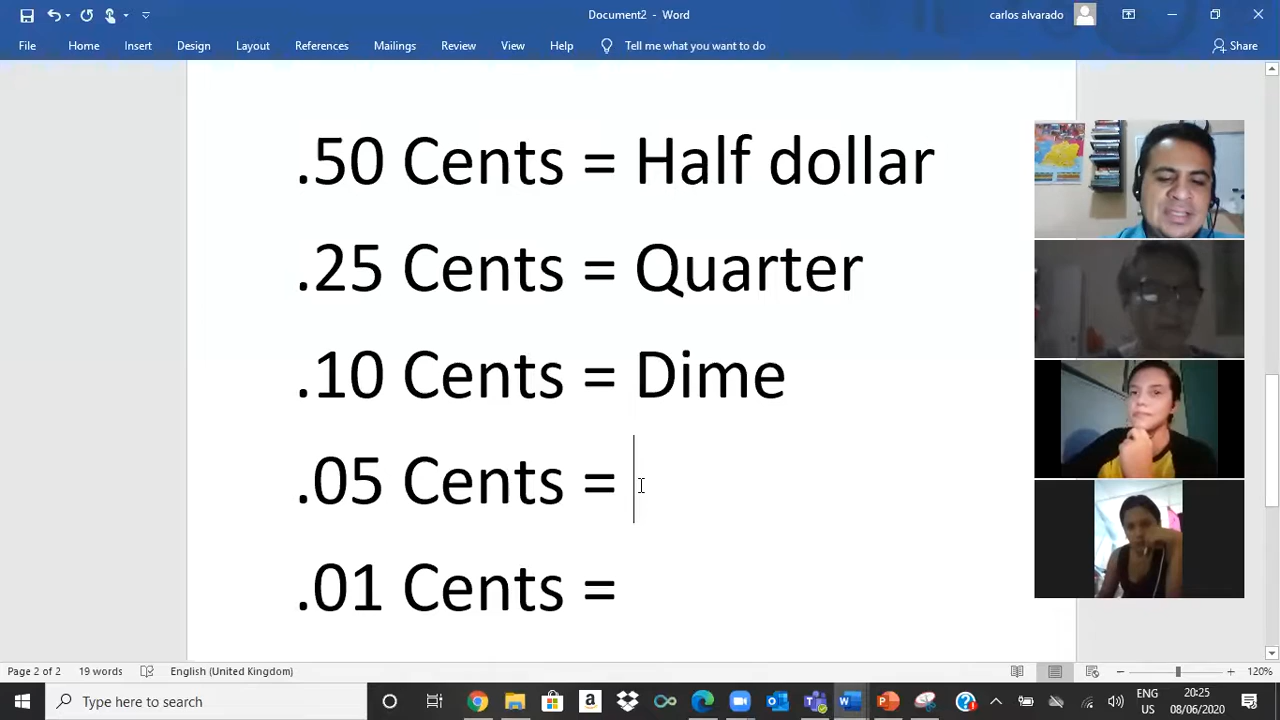 Document2 - Word
carlos alvarado
File Home Insert Design Layout References Mailings Review View Help Tell me what you want to do Share
.50 Cents = Half dollar
.25 Cents = Quarter
.10 Cents = Dime
.05 Cents =
.01 Cents =
Page 2 of 2 19 words English (United Kingdom) 120%
Type here to search
ENG 20:25
US 08/06/2020